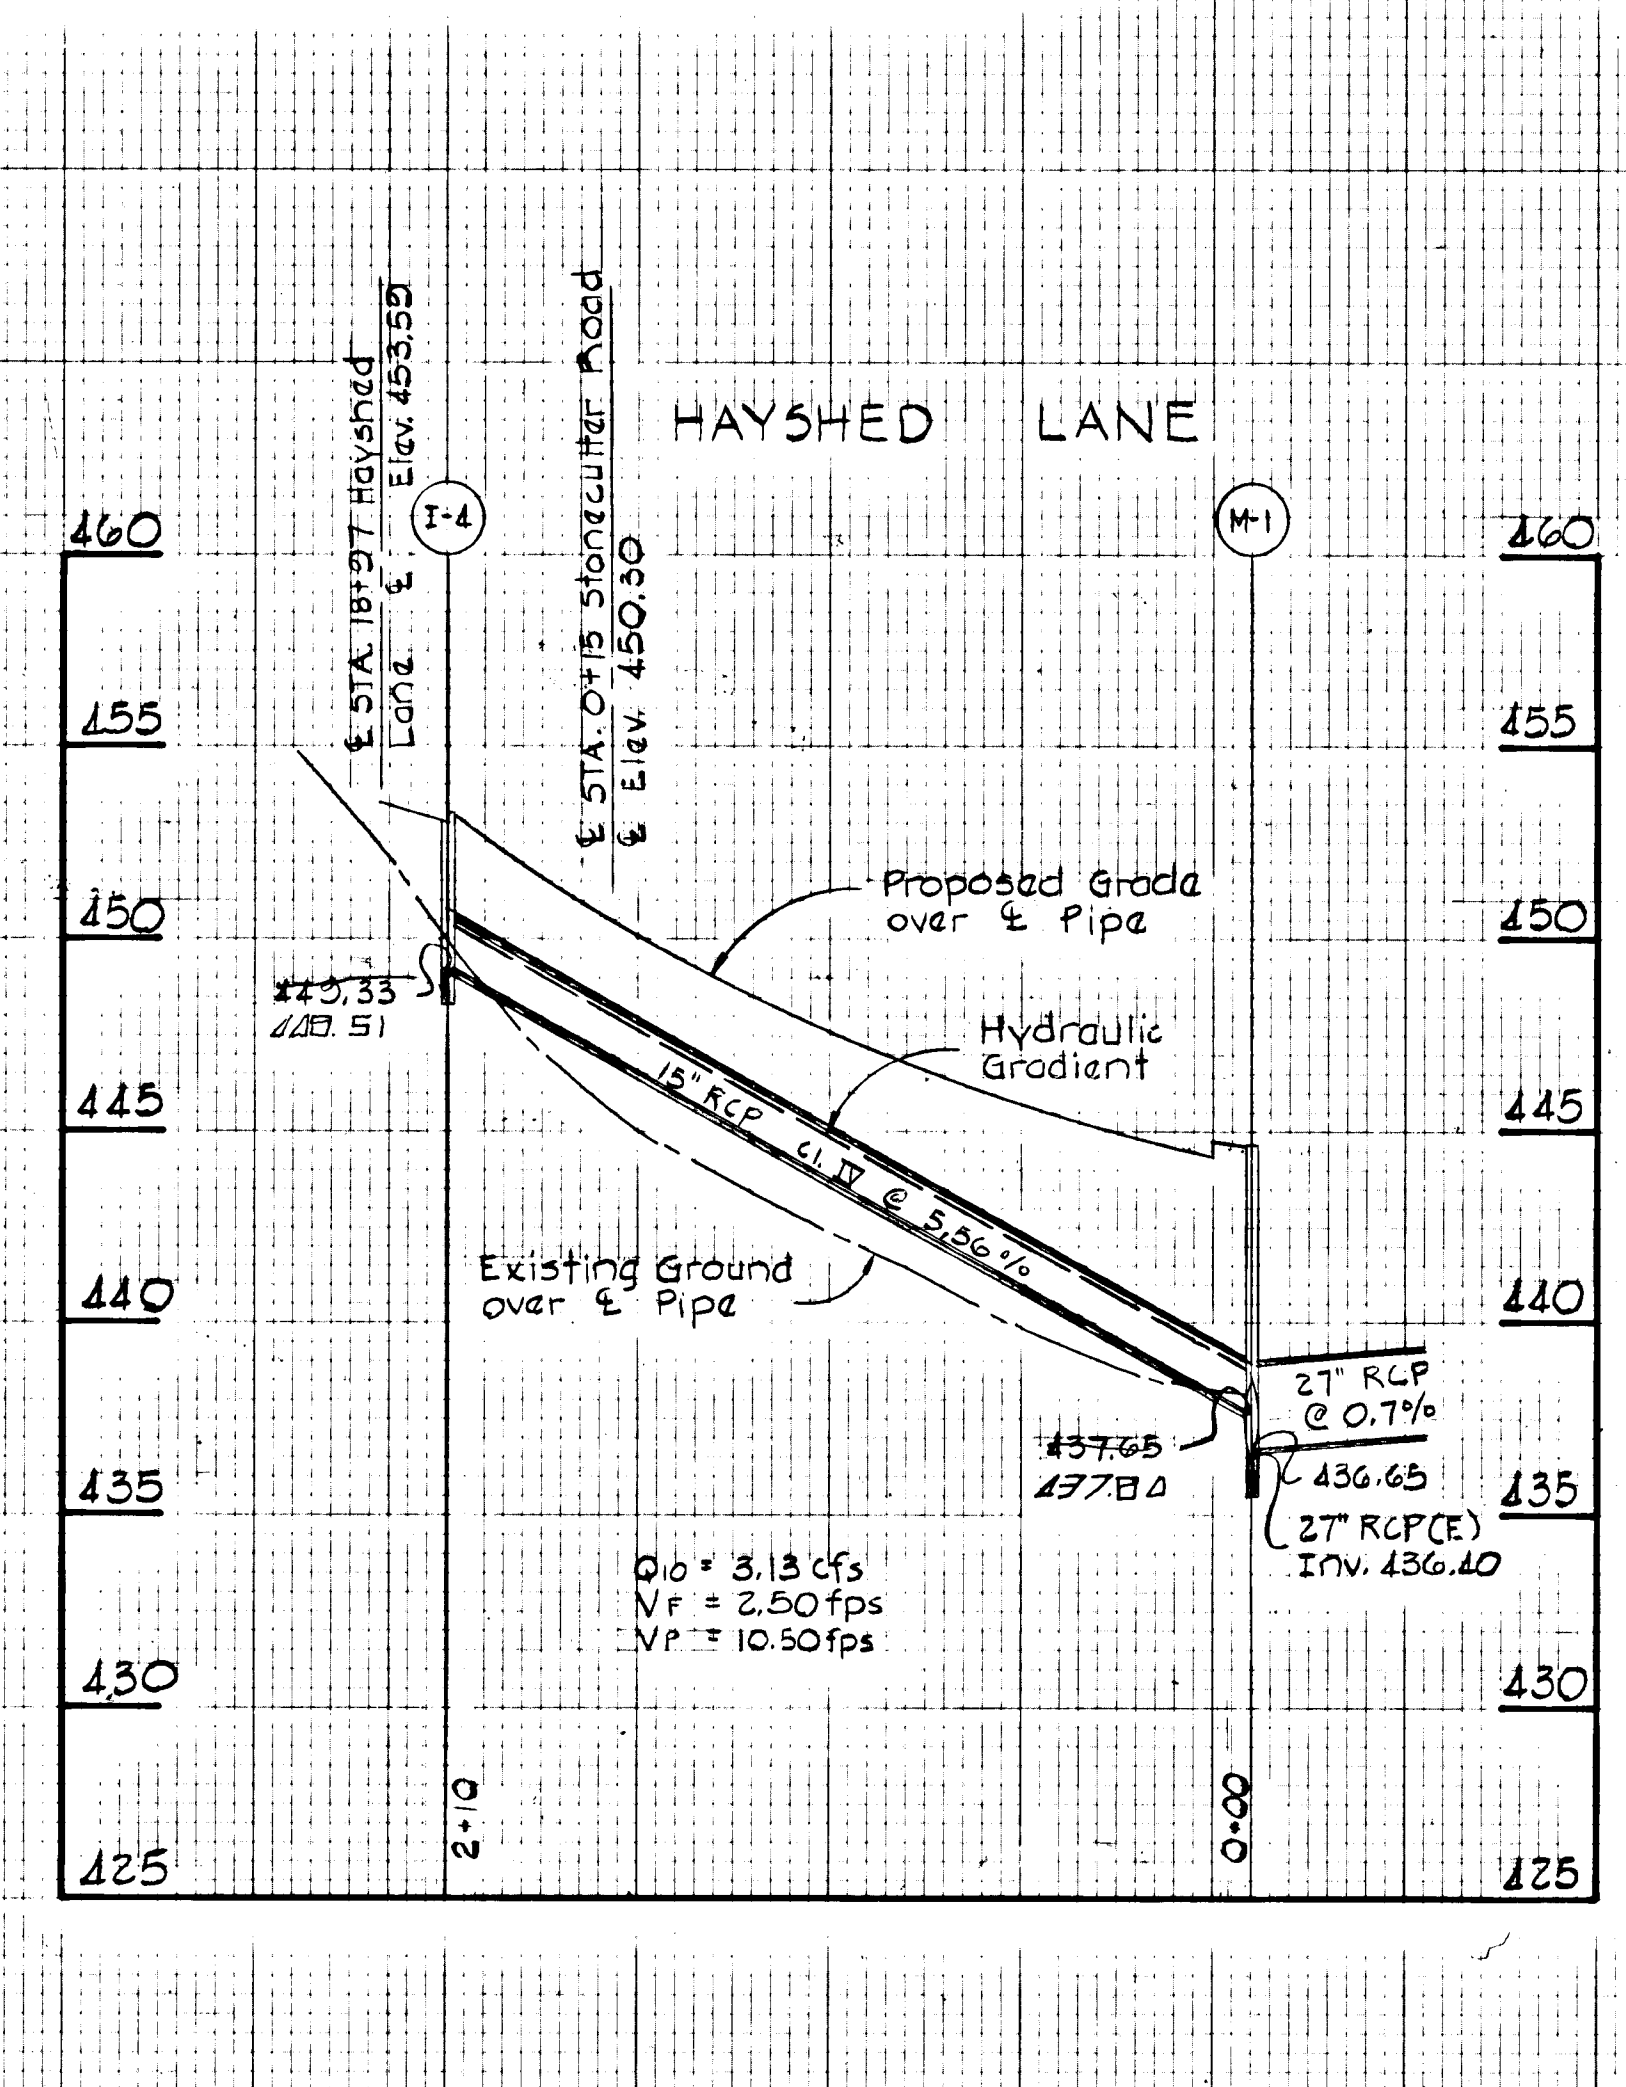 ℄ STA. 18+97 Hayshed
Lane ℄ Elev. 453.59
℄ STA. 0+15 Stonecutter Road
℄ Elev. 450.30
HAYSHED LANE
I-4
M-1
460
460
455
455
450
450
445
445
440
440
435
435
430
430
425
425
Proposed Grade
over ℄ Pipe
449.33
448.51
Hydraulic
Gradient
15" RCP Cl. IV @ 5.56%
Existing Ground
over ℄ Pipe
27" RCP
@ 0.7%
437.65
437.84
436.65
27" RCP(E)
Inv. 436.40
Q10 = 3.13 cfs
VF = 2.50 fps
VP = 10.50 fps
2+10
0+00